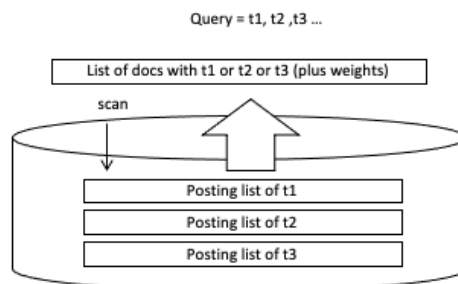 Query = t1, t2 ,t3 ...
List of docs with t1 or t2 or t3 (plus weights)
scan
Posting list of t1
Posting list of t2
Posting list of t3